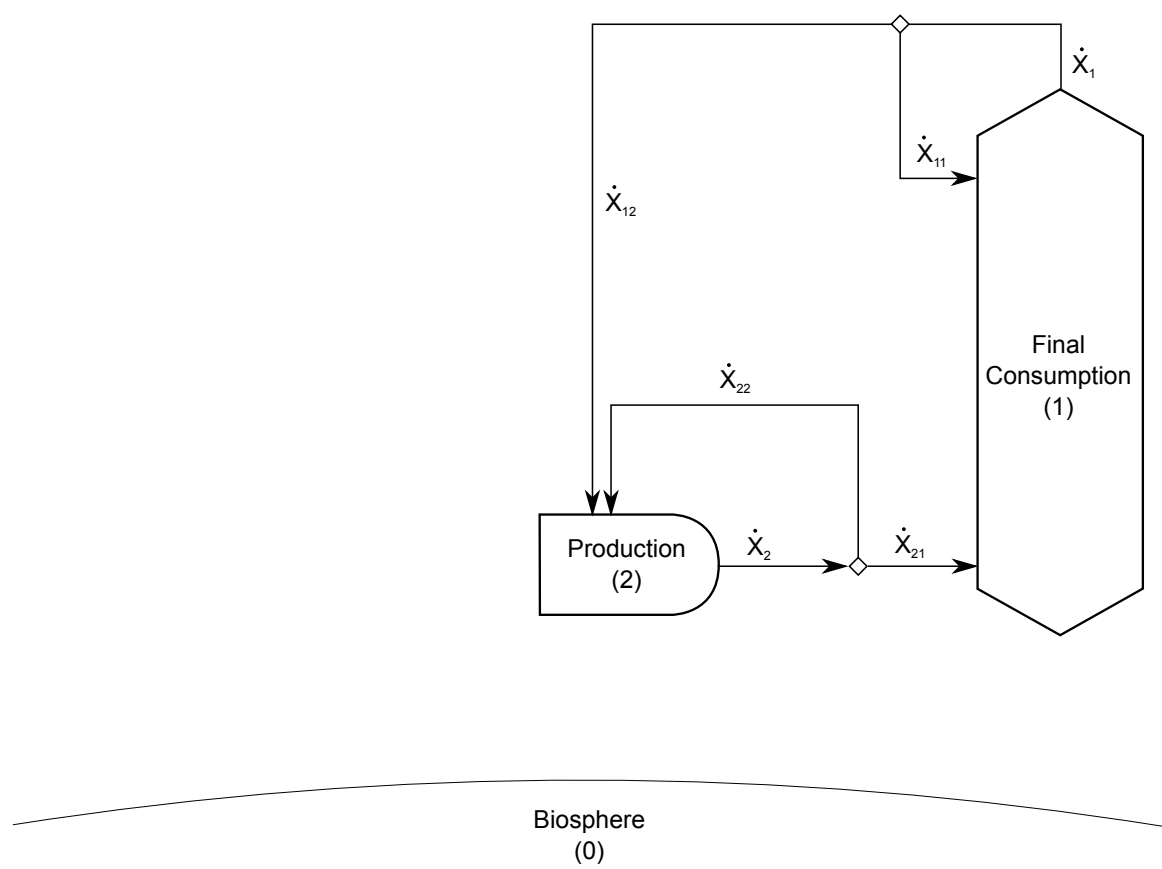 Ẋ₁
Ẋ₁₁
Ẋ₁₂
Final
Consumption
(1)
Ẋ₂₂
Production
(2)
Ẋ₂
Ẋ₂₁
Biosphere
(0)